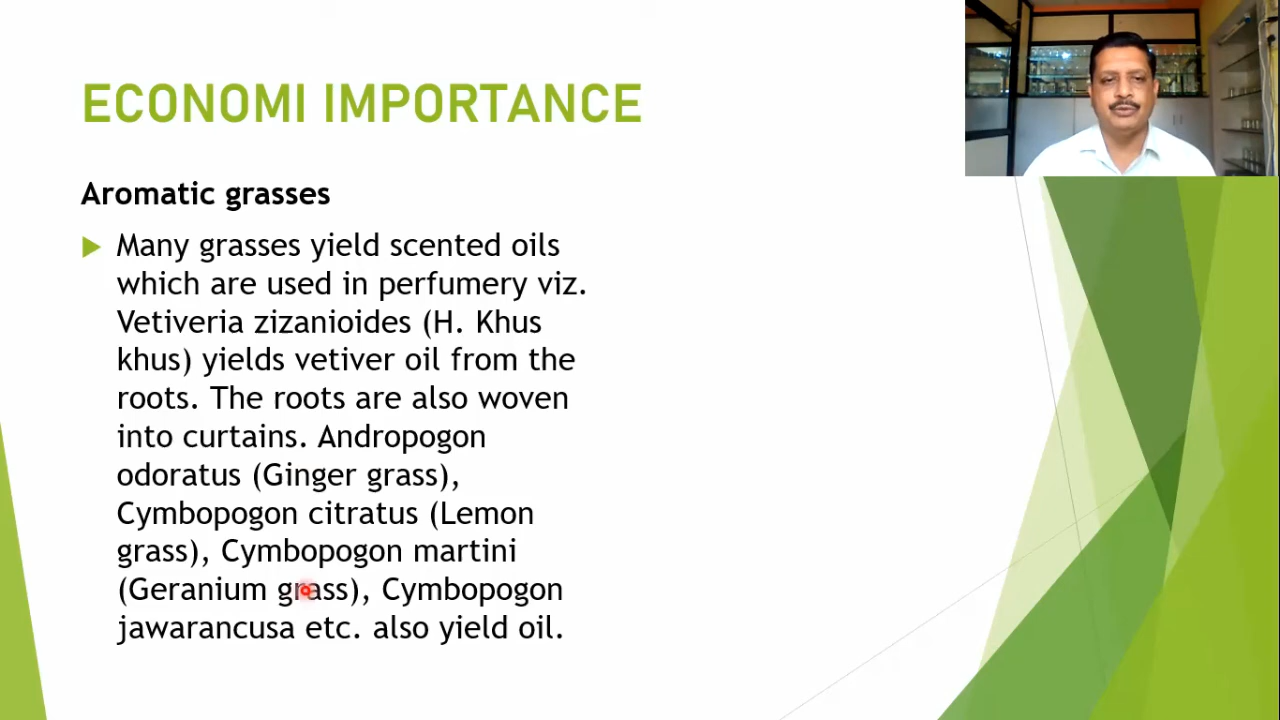 ECONOMI IMPORTANCE
Aromatic grasses
Many grasses yield scented oils
which are used in perfumery viz.
Vetiveria zizanioides (H. Khus
khus) yields vetiver oil from the
roots. The roots are also woven
into curtains. Andropogon
odoratus (Ginger grass),
Cymbopogon citratus (Lemon
grass), Cymbopogon martini
(Geranium grass), Cymbopogon
jawarancusa etc. also yield oil.